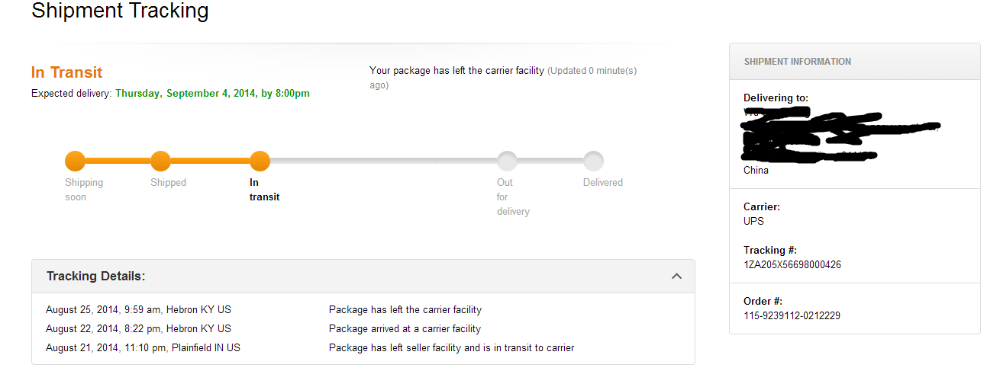 Shipment Tracking
In Transit
Expected delivery: Thursday, September 4, 2014, by 8:00pm
Your package has left the carrier facility (Updated 0 minute(s)
ago)
Shipping
soon
Shipped
In
transit
Out
for
delivery
Delivered
Tracking Details:
August 25, 2014, 9:59 am, Hebron KY US Package has left the carrier facility
August 22, 2014, 8:22 pm, Hebron KY US Package arrived at a carrier facility
August 21, 2014, 11:10 pm, Plainfield IN US Package has left seller facility and is in transit to carrier
SHIPMENT INFORMATION
Delivering to:
China
Carrier:
UPS
Tracking #:
1ZA205X56698000426
Order #:
115-9239112-0212229